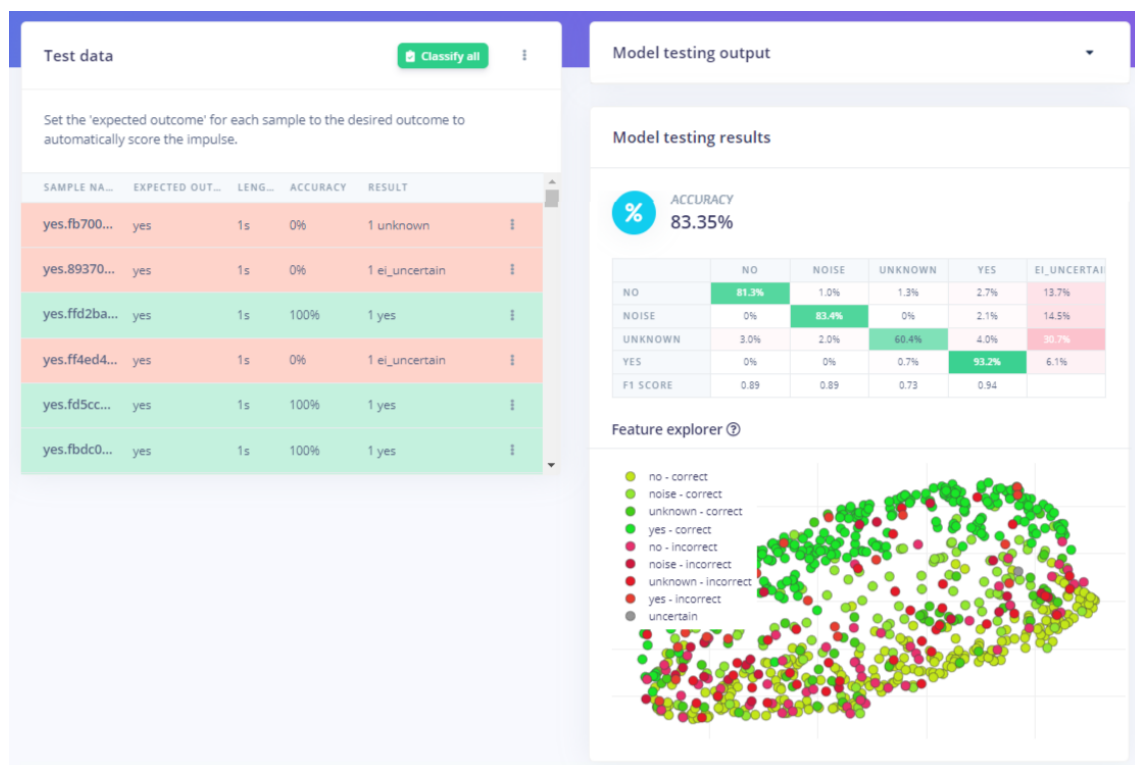 Test data
Classify all
Set the 'expected outcome' for each sample to the desired outcome to
automatically score the impulse.
SAMPLE NA... EXPECTED OUT... LENG... ACCURACY RESULT
yes.fb700... yes 1s 0% 1 unknown
yes.89370... yes 1s 0% 1 ei_uncertain
yes.ffd2ba... yes 1s 100% 1 yes
yes.ff4ed4... yes 1s 0% 1 ei_uncertain
yes.fd5cc... yes 1s 100% 1 yes
yes.fbdc0... yes 1s 100% 1 yes
Model testing output
Model testing results
%
ACCURACY
83.35%
NO NOISE UNKNOWN YES EI_UNCERTAI
NO 81.3% 1.0% 1.3% 2.7% 13.7%
NOISE 0% 83.4% 0% 2.1% 14.5%
UNKNOWN 3.0% 2.0% 60.4% 4.0% 30.7%
YES 0% 0% 0.7% 93.2% 6.1%
F1 SCORE 0.89 0.89 0.73 0.94
Feature explorer ?
no - correct
noise - correct
unknown - correct
yes - correct
no - incorrect
noise - incorrect
unknown - incorrect
yes - incorrect
uncertain